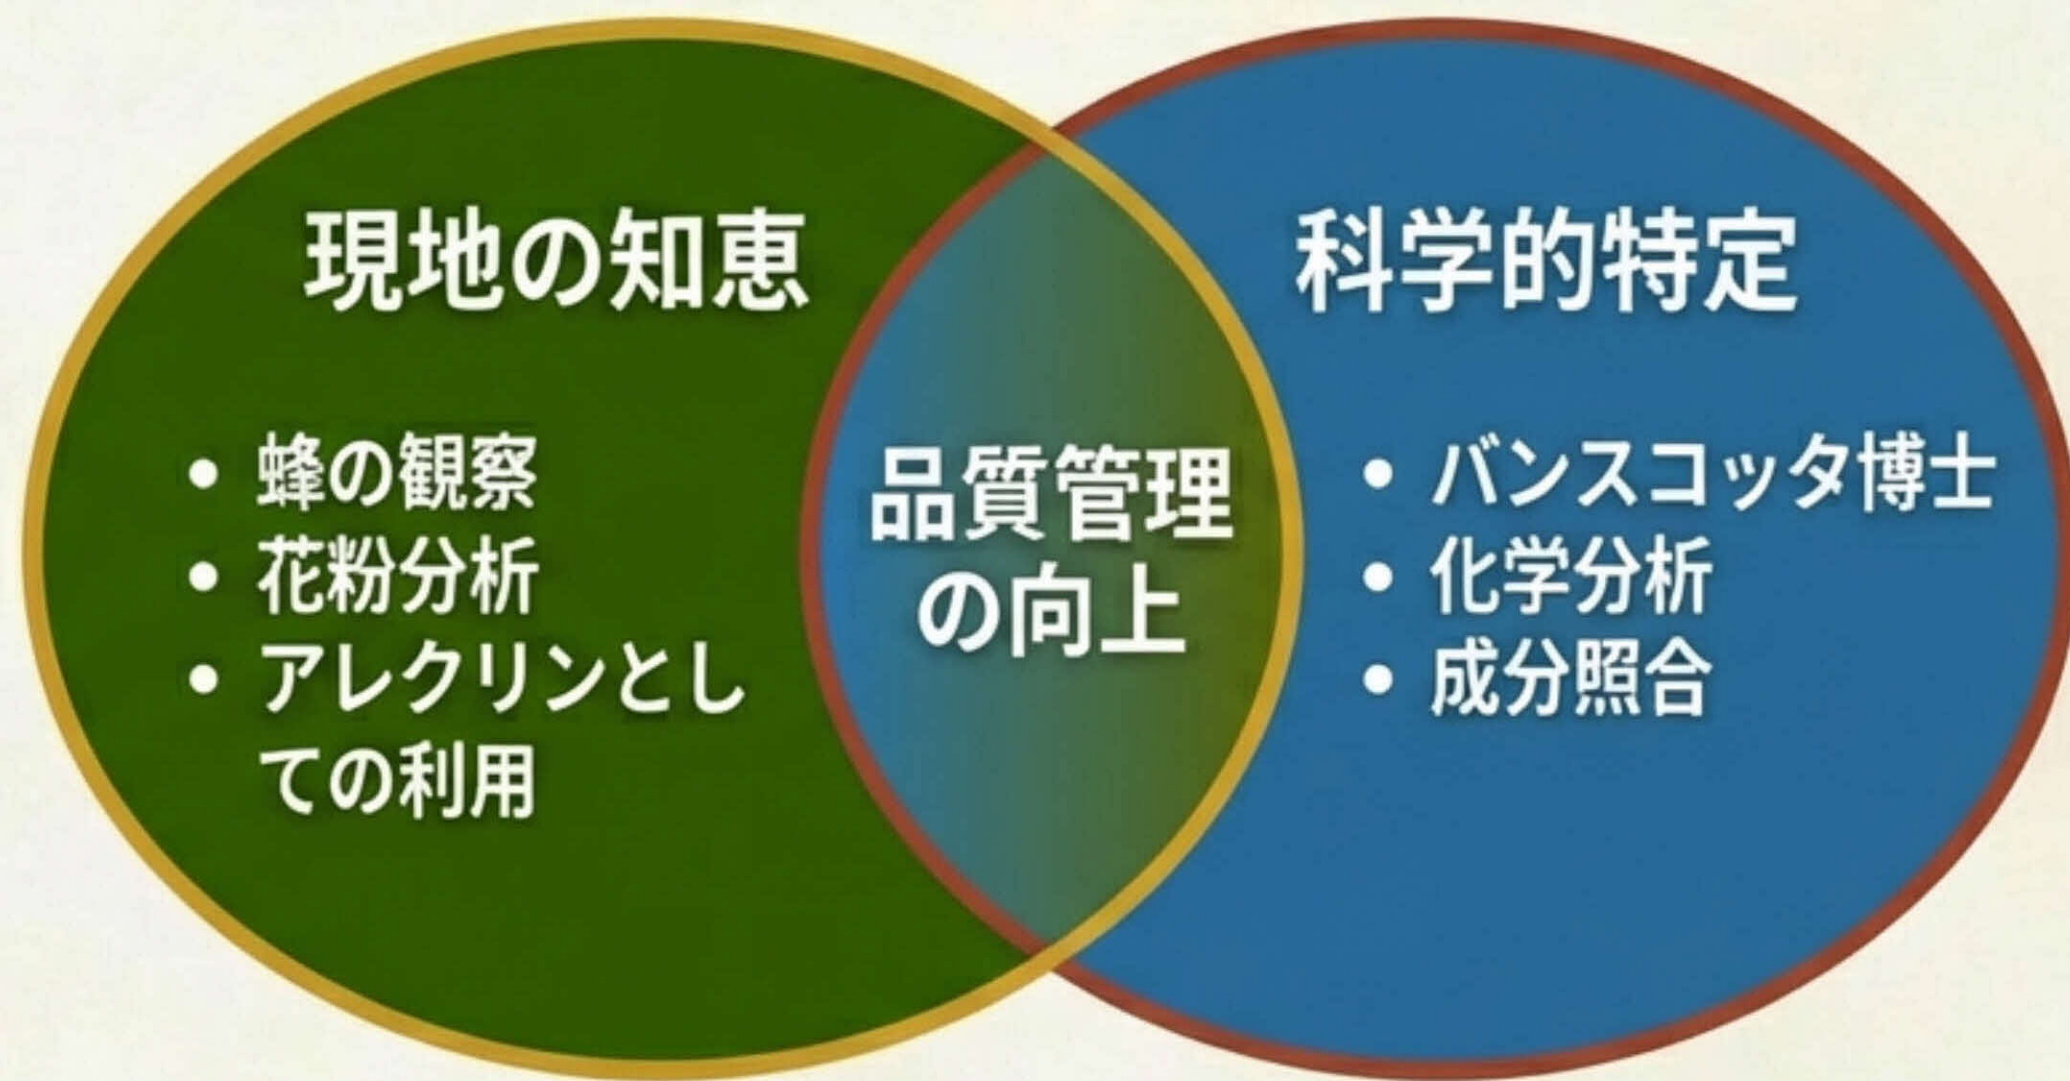 現地の知恵
• 蜂の観察
• 花粉分析
• アレクリンとし
ての利用
品質管理
の向上
科学的特定
• バンスコッタ博士
• 化学分析
• 成分照合